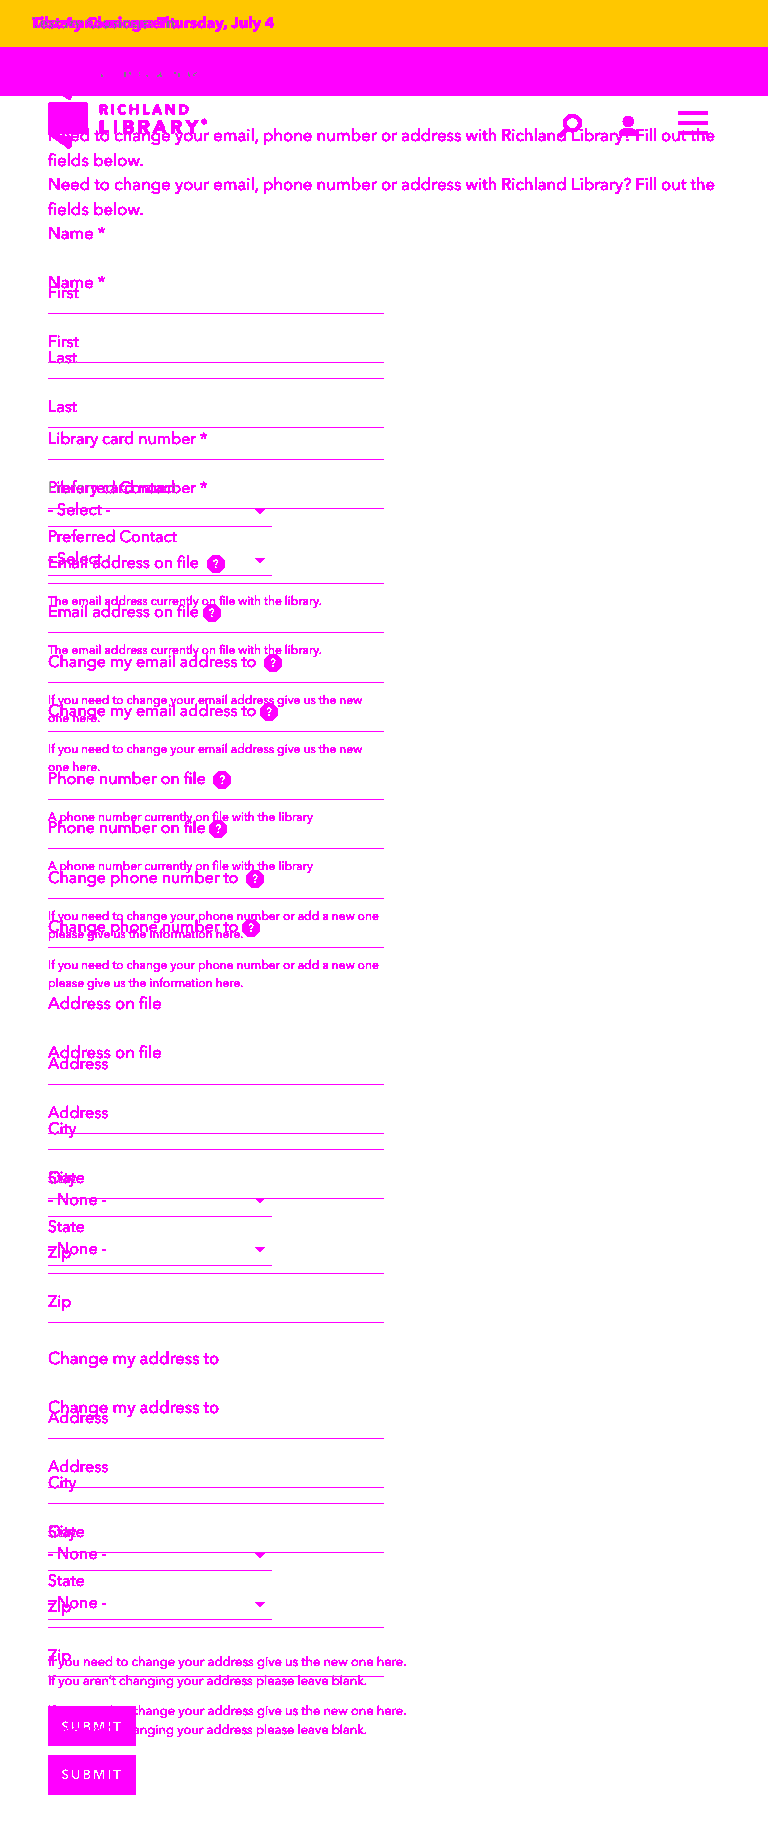 Library Closings: Thursday, July 4
RICHLAND
LIBRARY
Need to change your email, phone number or address with Richland Library? Fill out the
fields below.
Need to change your email, phone number or address with Richland Library? Fill out the
fields below.
Name *
Name *
First
First
Last
Last
Library card number *
Library card number *
Preferred Contact
- Select -
Preferred Contact
- Select -
Email address on file ?
The email address currently on file with the library.
Email address on file ?
The email address currently on file with the library.
Change my email address to ?
If you need to change your email address give us the new
Change my email address to ?
one here.
If you need to change your email address give us the new
one here.
Phone number on file ?
A phone number currently on file with the library
Phone number on file ?
A phone number currently on file with the library
Change phone number to ?
If you need to change your phone number or add a new one
Change phone number to ?
please give us the information here.
If you need to change your phone number or add a new one
please give us the information here.
Address on file
Address on file
Address
Address
City
City
State
- None -
State
- None -
Zip
Zip
Change my address to
Change my address to
Address
Address
City
City
State
- None -
State
- None -
Zip
Zip
If you need to change your address give us the new one here.
If you aren't changing your address please leave blank.
change your address give us the new one here.
SUBMIT
changing your address please leave blank.
SUBMIT